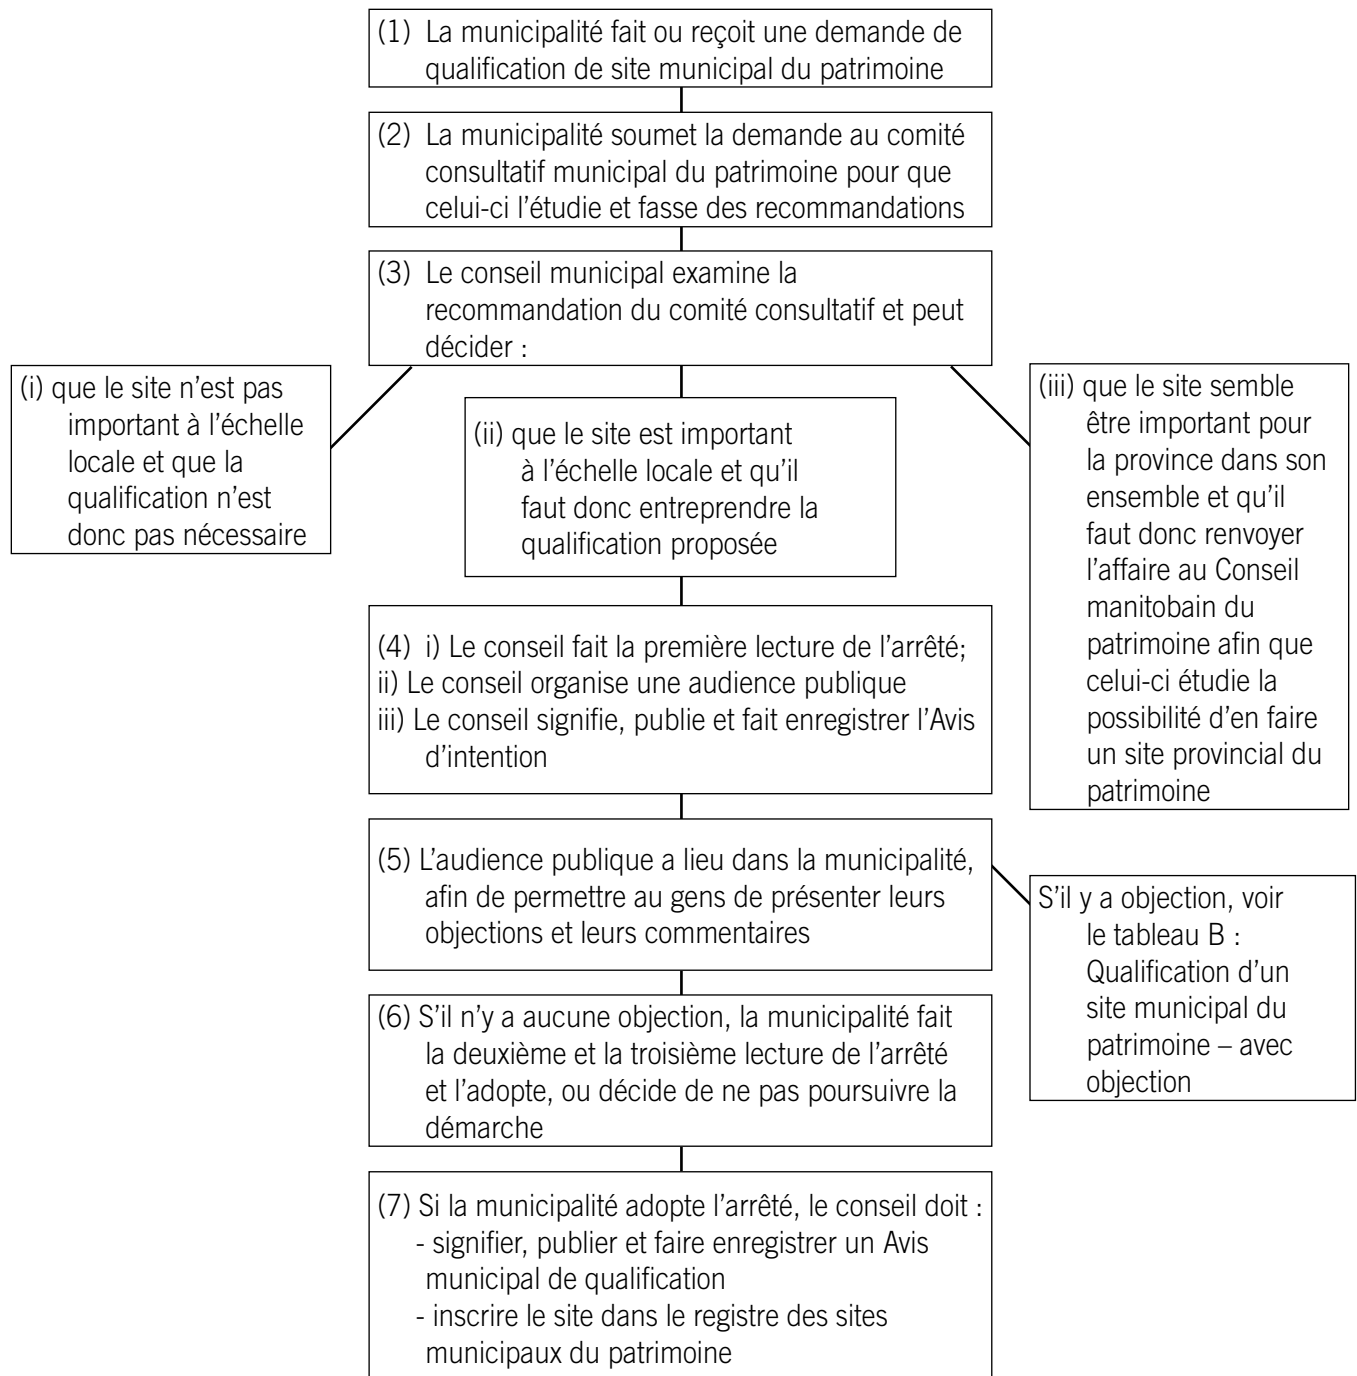 (1) La municipalité fait ou reçoit une demande de
qualification de site municipal du patrimoine
(2) La municipalité soumet la demande au comité
consultatif municipal du patrimoine pour que
celui-ci l'étudie et fasse des recommandations
(3) Le conseil municipal examine la
recommandation du comité consultatif et peut
décider :
(i) que le site n'est pas
important à l'échelle
locale et que la
qualification n'est
donc pas nécessaire
(ii) que le site est important
à l'échelle locale et qu'il
faut donc entreprendre la
qualification proposée
(iii) que le site semble
être important pour
la province dans son
ensemble et qu'il
faut donc renvoyer
l'affaire au Conseil
manitobain du
patrimoine afin que
celui-ci étudie la
possibilité d'en faire
un site provincial du
patrimoine
(4) i) Le conseil fait la première lecture de l'arrêté;
ii) Le conseil organise une audience publique
iii) Le conseil signifie, publie et fait enregistrer l'Avis
d'intention
(5) L'audience publique a lieu dans la municipalité,
afin de permettre au gens de présenter leurs
objections et leurs commentaires
S'il y a objection, voir
le tableau B :
Qualification d'un
site municipal du
patrimoine – avec
objection
(6) S'il n'y a aucune objection, la municipalité fait
la deuxième et la troisième lecture de l'arrêté
et l'adopte, ou décide de ne pas poursuivre la
démarche
(7) Si la municipalité adopte l'arrêté, le conseil doit :
- signifier, publier et faire enregistrer un Avis
municipal de qualification
- inscrire le site dans le registre des sites
municipaux du patrimoine